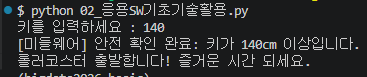 $ python 02_응용SW기초기술활용.py
키를 입력하세요 : 140
[미들웨어] 안전 확인 완료: 키가 140cm 이상입니다.
롤러코스터 출발합니다! 즐거운 시간 되세요.